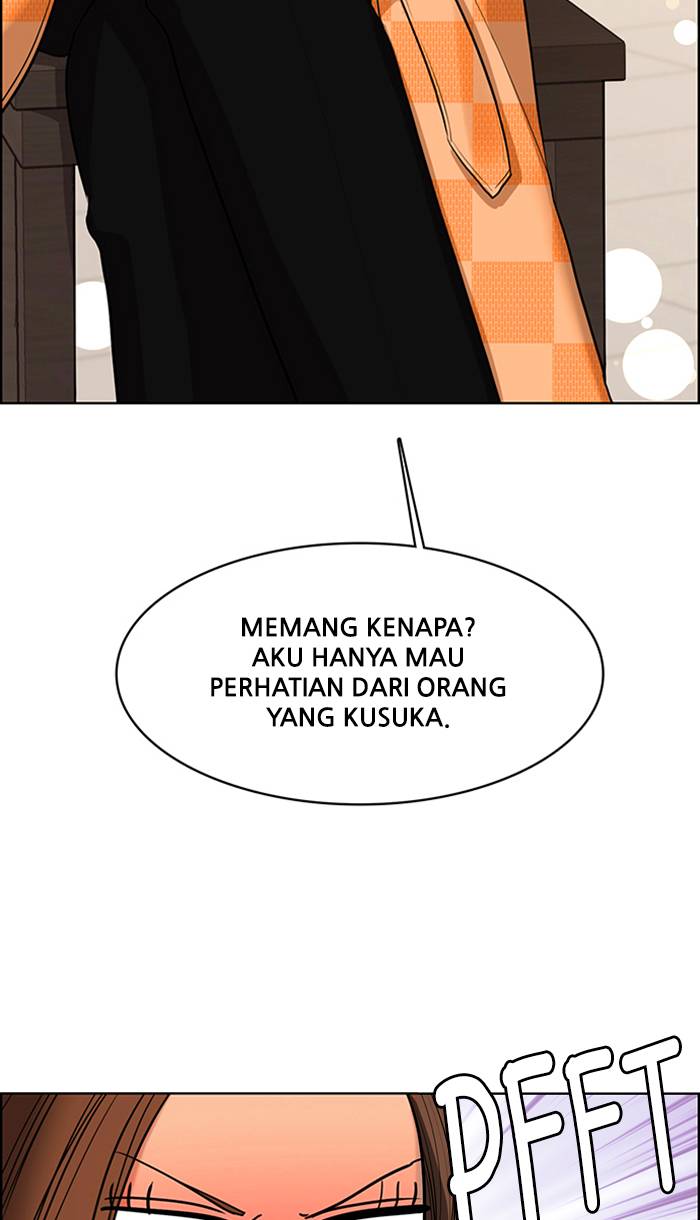 MEMANG KENAPA?
AKU HANYA MAU
PERHATIAN DARI ORANG
YANG KUSUKA.
PFFT